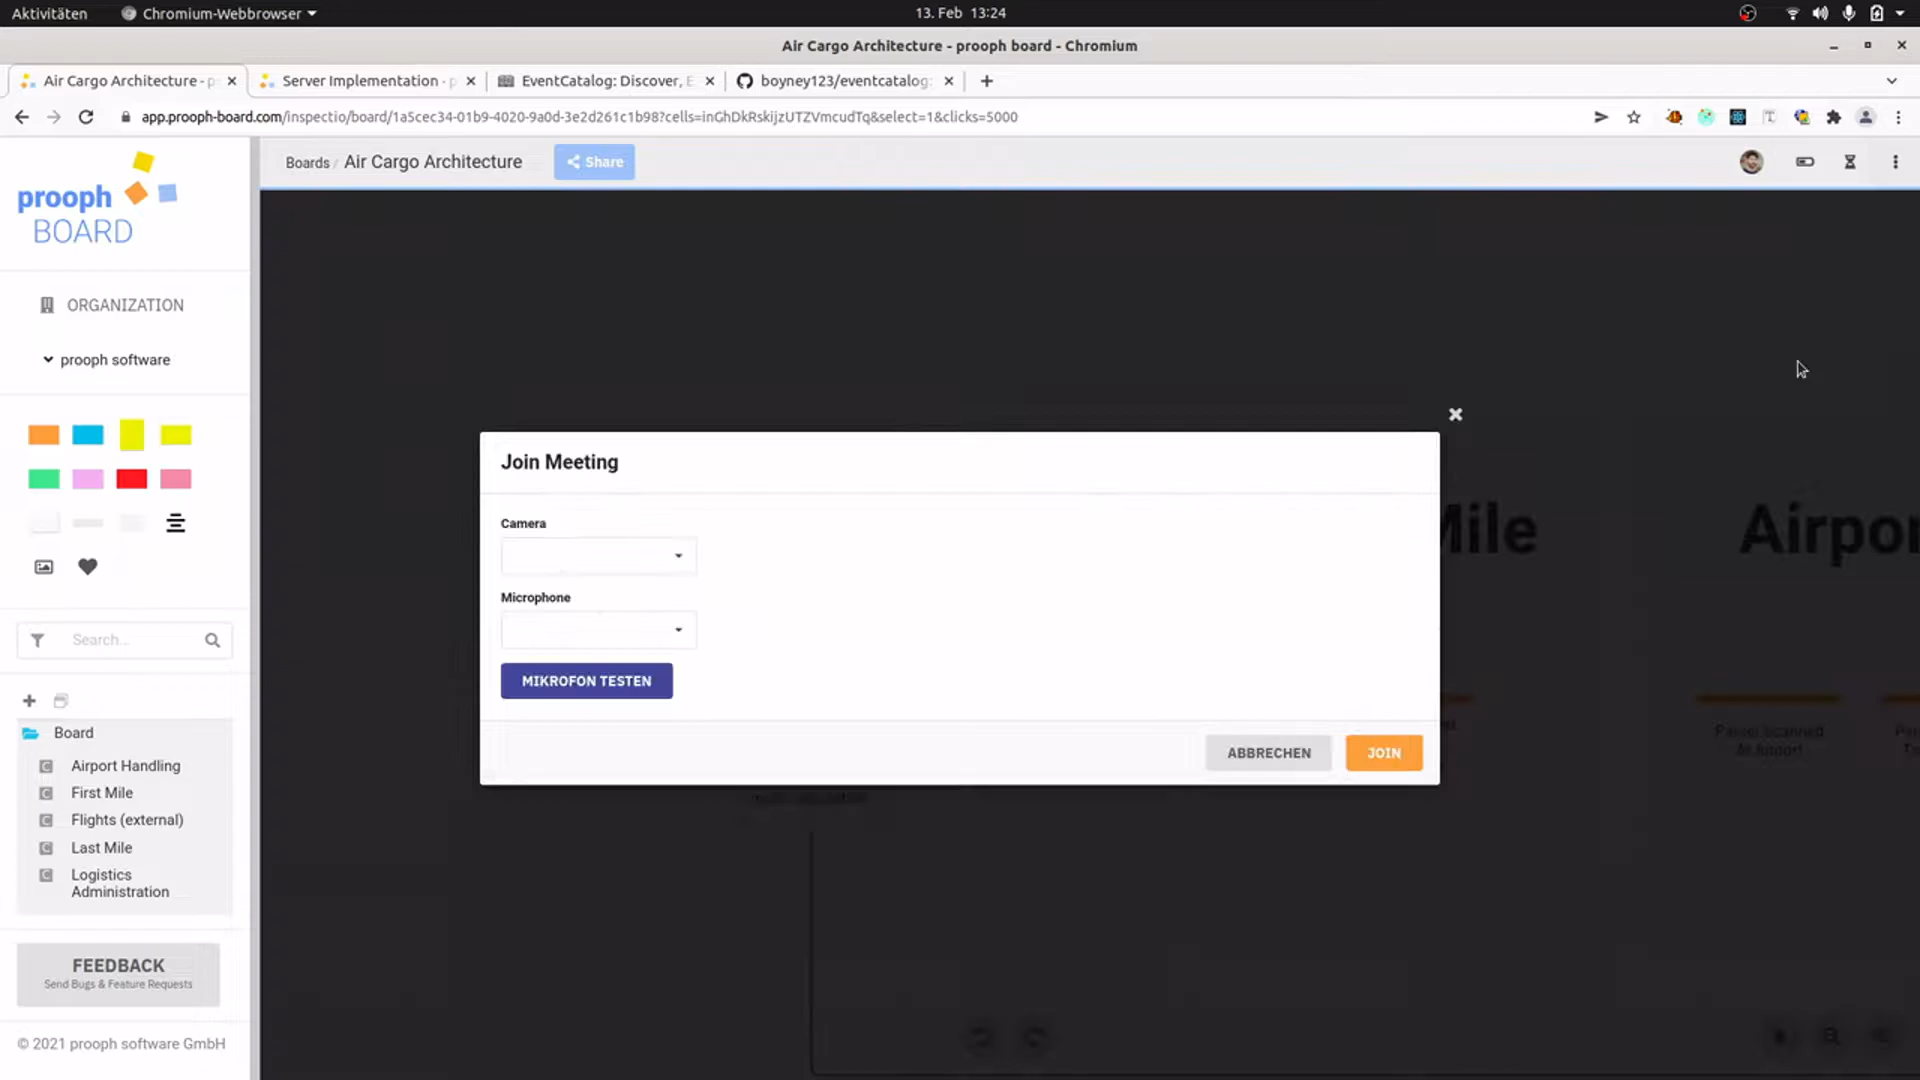 Aktivitäten
Chromium-Webbrowser
13. Feb 13:24
Air Cargo Architecture - prooph board - Chromium
Air Cargo Architecture - p
Server Implementation - p
EventCatalog: Discover, E
boyney123/eventcatalog:
app.prooph-board.com/inspectio/board/1a5cec34-01b9-4020-9a0d-3e2d261c1b98?cells=inGhDkRskijzUTZVmcudTq&select=1&clicks=5000
prooph
BOARD
Boards / Air Cargo Architecture
Share
ORGANIZATION
prooph software
Search...
Board
Airport Handling
First Mile
Flights (external)
Last Mile
Logistics
Administration
FEEDBACK
Send Bugs & Feature Requests
© 2021 prooph software GmbH
Join Meeting
Camera
Microphone
MIKROFON TESTEN
ABBRECHEN
JOIN
Mile
Airpor